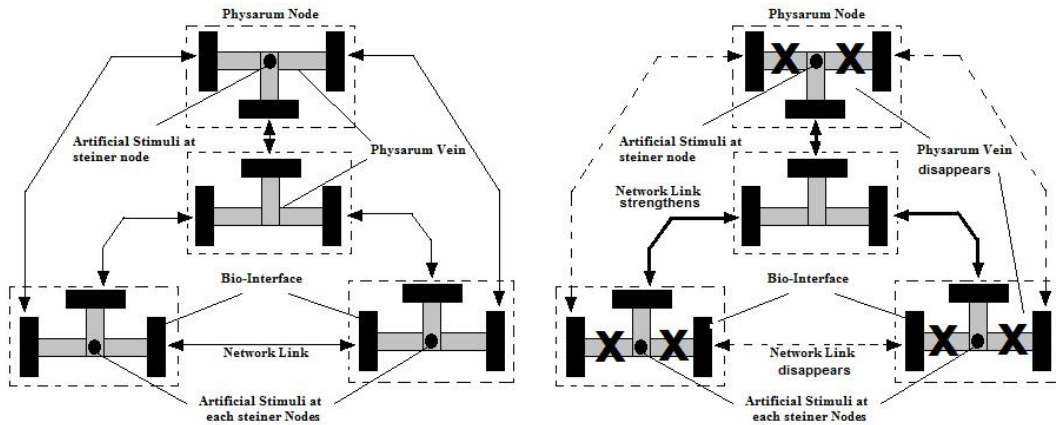 Physarum Node
Artificial Stimuli at
steiner node
Physarum Vein
Bio-Interface
Network Link
Artificial Stimuli at
each steiner Nodes
Physarum Node
X X
Artificial Stimuli at
steiner node
Physarum Vein
disappears
Network Link
strengthens
Bio-Interface
X X
X X
Network Link
disappears
Artificial Stimuli at
each steiner Nodes